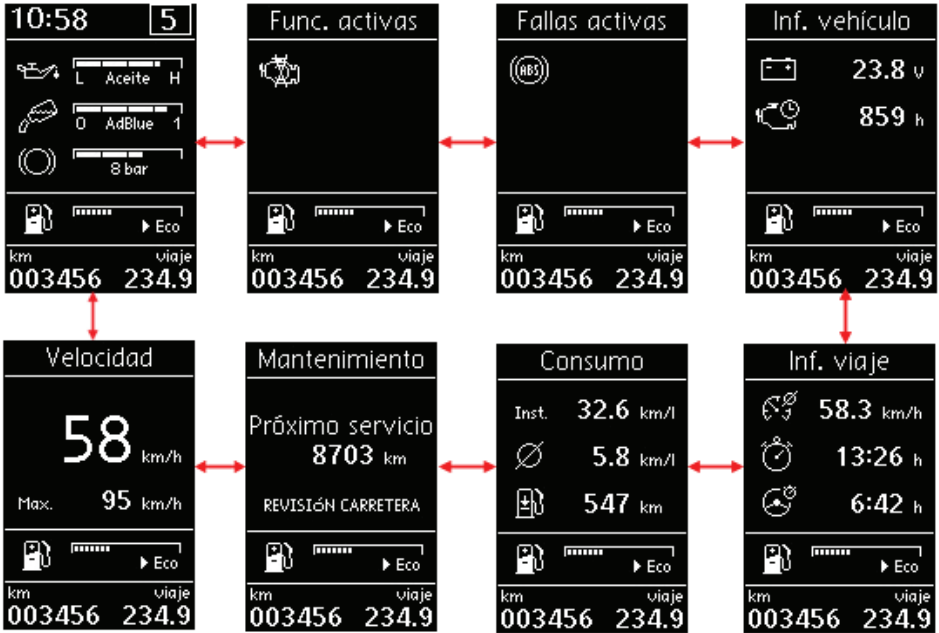 10:58 5
L Aceite H
0 AdBlue 1
8 bar
Eco
km viaje
003456 234.9
Func. activas
Eco
km viaje
003456 234.9
Fallas activas
(ABS)
Eco
km viaje
003456 234.9
Inf. vehículo
23.8 v
859 h
Eco
km viaje
003456 234.9
Velocidad
58 km/h
Max. 95 km/h
Eco
km viaje
003456 234.9
Mantenimiento
Próximo servicio
8703 km
REVISIóN CARRETERA
Eco
km viaje
003456 234.9
Consumo
Inst. 32.6 km/l
5.8 km/l
547 km
Eco
km viaje
003456 234.9
Inf. viaje
58.3 km/h
13:26 h
6:42 h
Eco
km viaje
003456 234.9